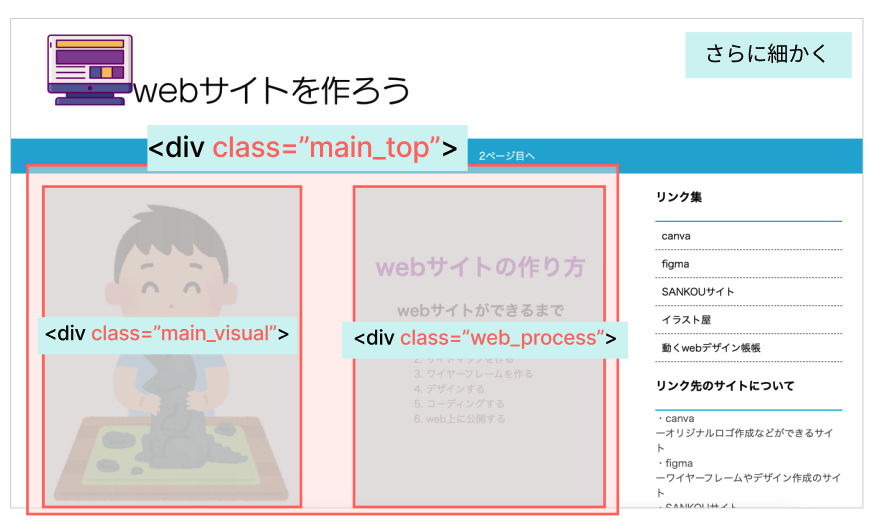 さらに細かく
webサイトを作ろう
<div class=”main_top”>
2ページ目へ
<div class=”main_visual”>
webサイトの作り方
webサイトができるまで
<div class=”web_process”>
2. サイトマップを作る
3. ワイヤーフレームを作る
4. デザインする
5. コーディングする
6. web上に公開する
リンク集
canva
figma
SANKOUサイト
イラスト屋
動くwebデザイン帳帳
リンク先のサイトについて
・canva
ーオリジナルロゴ作成などができるサイ
ト
・figma
ーワイヤーフレームやデザイン作成のサイ
ト
・SANKOUサイト